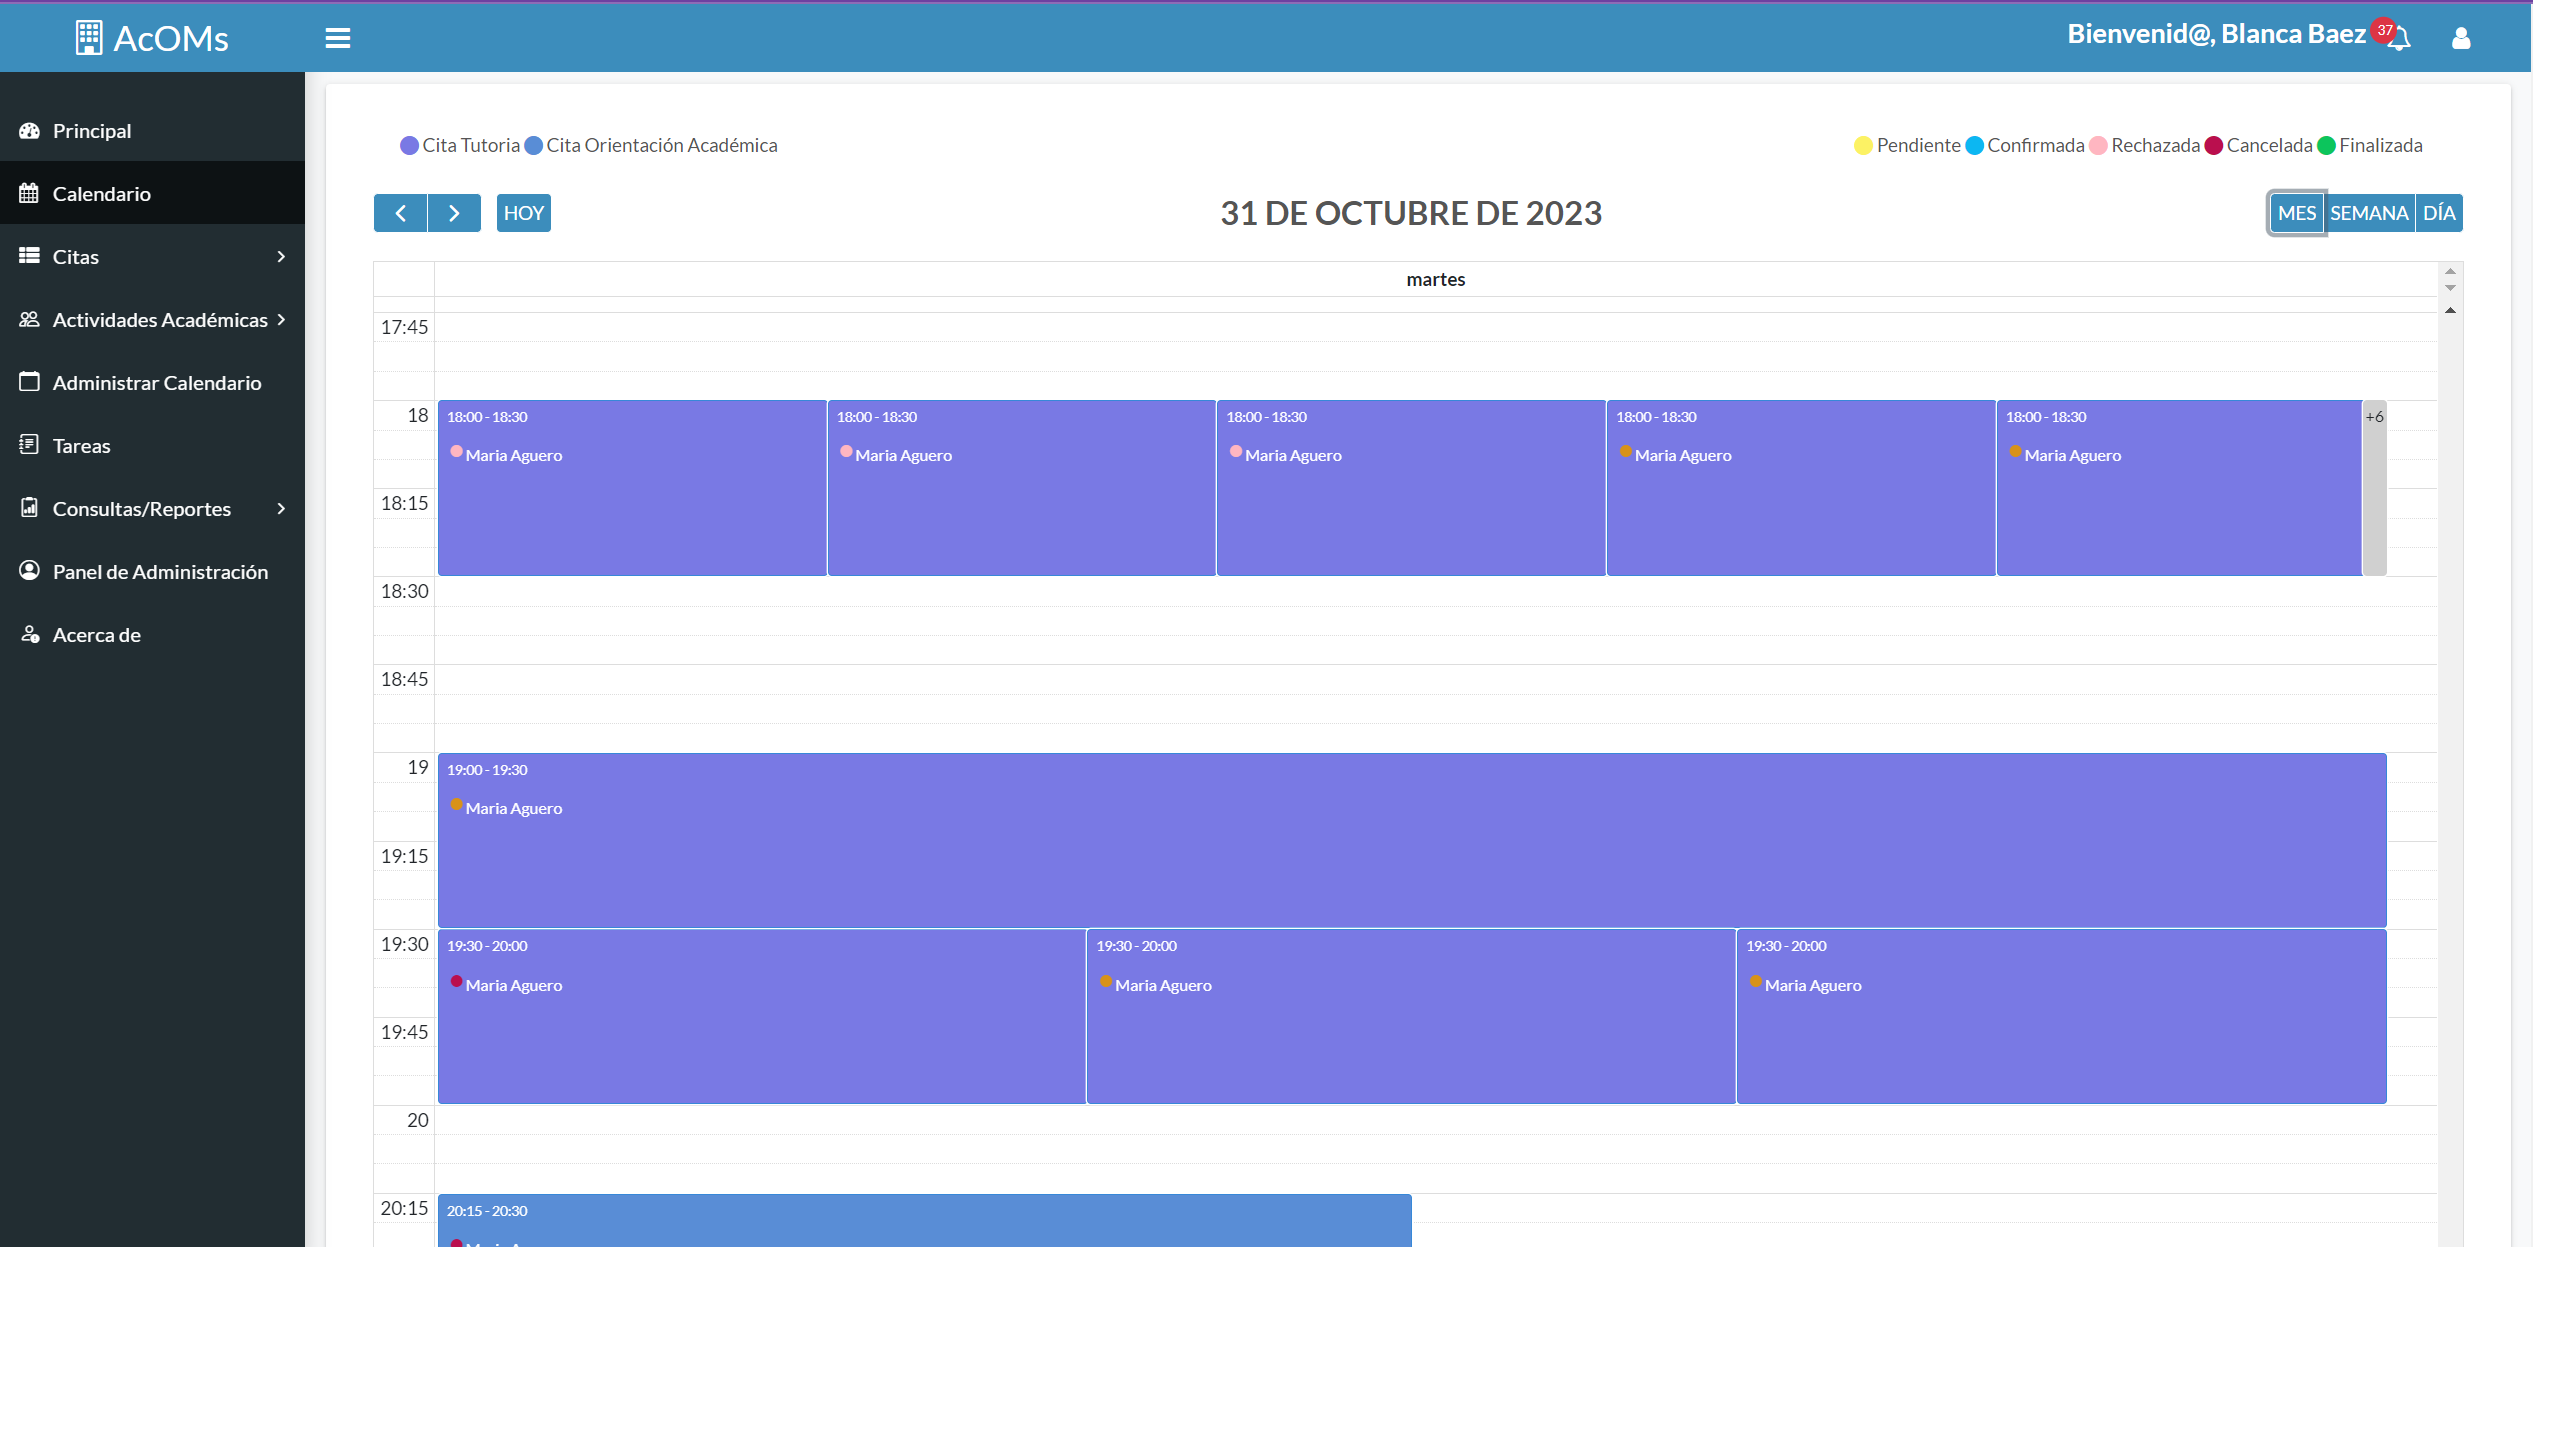 AcOMs
Bienvenid@, Blanca Baez 37
Principal
Calendario
Citas
Actividades Académicas
Administrar Calendario
Tareas
Consultas/Reportes
Panel de Administración
Acerca de
Cita Tutoria Cita Orientación Académica
Pendiente Confirmada Rechazada Cancelada Finalizada
HOY
31 DE OCTUBRE DE 2023
MES SEMANA DÍA
martes
17:45
18
18:00 - 18:30
Maria Aguero
18:00 - 18:30
Maria Aguero
18:00 - 18:30
Maria Aguero
18:00 - 18:30
Maria Aguero
18:00 - 18:30
Maria Aguero
+6
18:15
18:30
18:45
19
19:00 - 19:30
Maria Aguero
19:15
19:30
19:30 - 20:00
Maria Aguero
19:30 - 20:00
Maria Aguero
19:30 - 20:00
Maria Aguero
19:45
20
20:15
20:15 - 20:30